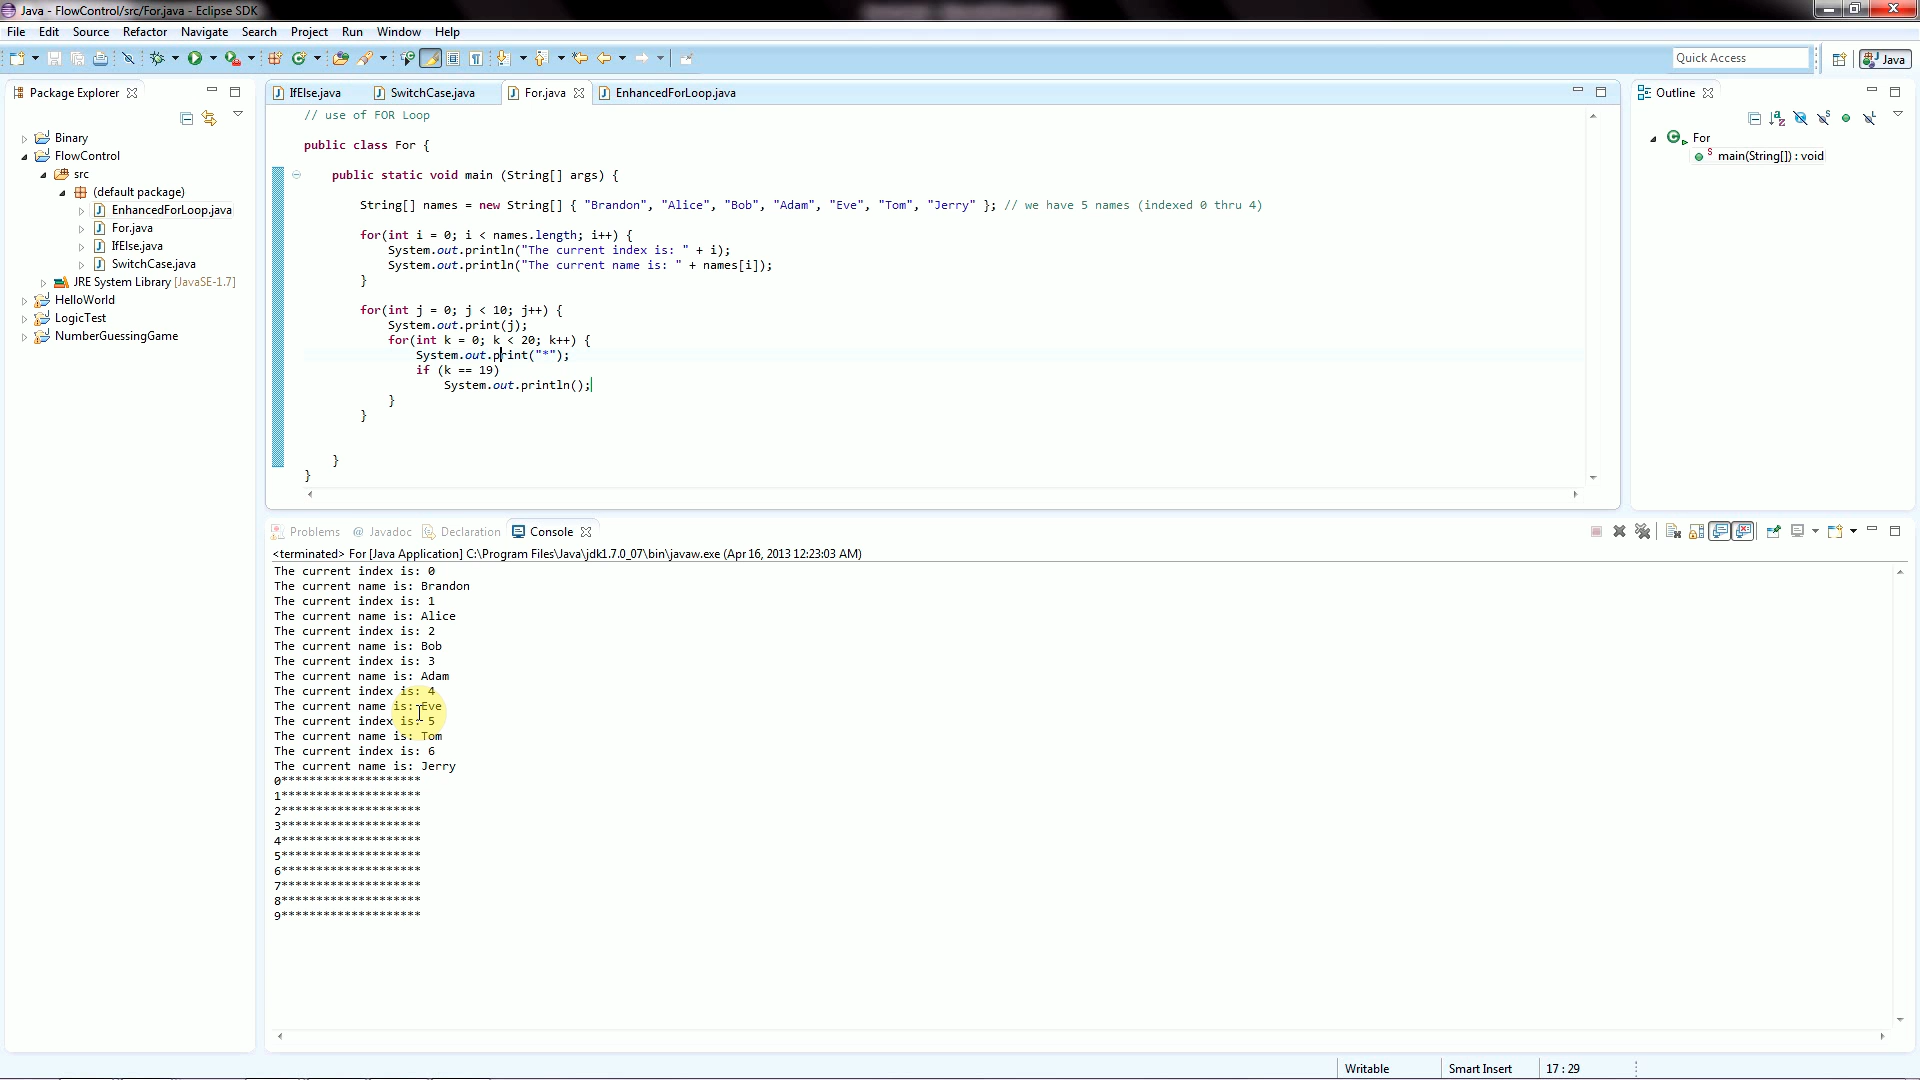 Java - FlowControl/src/For.java - Eclipse SDK
File Edit Source Refactor Navigate Search Project Run Window Help
Quick Access
Java
Package Explorer
Binary
FlowControl
src
(default package)
EnhancedForLoop.java
For.java
IfElse.java
SwitchCase.java
JRE System Library [JavaSE-1.7]
HelloWorld
LogicTest
NumberGuessingGame
IfElse.java SwitchCase.java For.java EnhancedForLoop.java
// use of FOR Loop
public class For {
public static void main (String[] args) {
String[] names = new String[] { "Brandon", "Alice", "Bob", "Adam", "Eve", "Tom", "Jerry" }; // we have 5 names (indexed 0 thru 4)
for(int i = 0; i < names.length; i++) {
System.out.println("The current index is: " + i);
System.out.println("The current name is: " + names[i]);
}
for(int j = 0; j < 10; j++) {
System.out.print(j);
for(int k = 0; k < 20; k++) {
System.out.print("*");
if (k == 19)
System.out.println();
}
}
}
}
Outline
For
main(String[]) : void
Problems @ Javadoc Declaration Console
<terminated> For [Java Application] C:\Program Files\Java\jdk1.7.0_07\bin\javaw.exe (Apr 16, 2013 12:23:03 AM)
The current index is: 0
The current name is: Brandon
The current index is: 1
The current name is: Alice
The current index is: 2
The current name is: Bob
The current index is: 3
The current name is: Adam
The current index is: 4
The current name is: Eve
The current index is: 5
The current name is: Tom
The current index is: 6
The current name is: Jerry
0********************
1********************
2********************
3********************
4********************
5********************
6********************
7********************
8********************
9********************
Writable Smart Insert 17 : 29